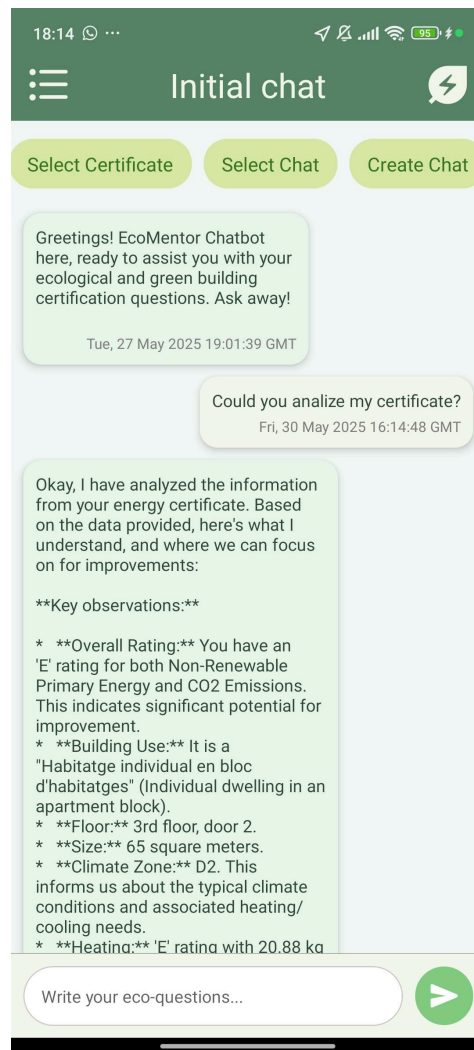 18:14 ...
95
Initial chat
Select Certificate
Select Chat
Create Chat
Greetings! EcoMentor Chatbot
here, ready to assist you with your
ecological and green building
certification questions. Ask away!
Tue, 27 May 2025 19:01:39 GMT
Could you analize my certificate?
Fri, 30 May 2025 16:14:48 GMT
Okay, I have analyzed the information
from your energy certificate. Based
on the data provided, here's what I
understand, and where we can focus
on for improvements:
**Key observations:**
*   **Overall Rating:** You have an
'E' rating for both Non-Renewable
Primary Energy and CO2 Emissions.
This indicates significant potential for
improvement.
*   **Building Use:** It is a
"Habitatge individual en bloc
d'habitatges" (Individual dwelling in an
apartment block).
*   **Floor:** 3rd floor, door 2.
*   **Size:** 65 square meters.
*   **Climate Zone:** D2. This
informs us about the typical climate
conditions and associated heating/
cooling needs.
*   **Heating:** 'E' rating with 20.88 kg
Write your eco-questions...